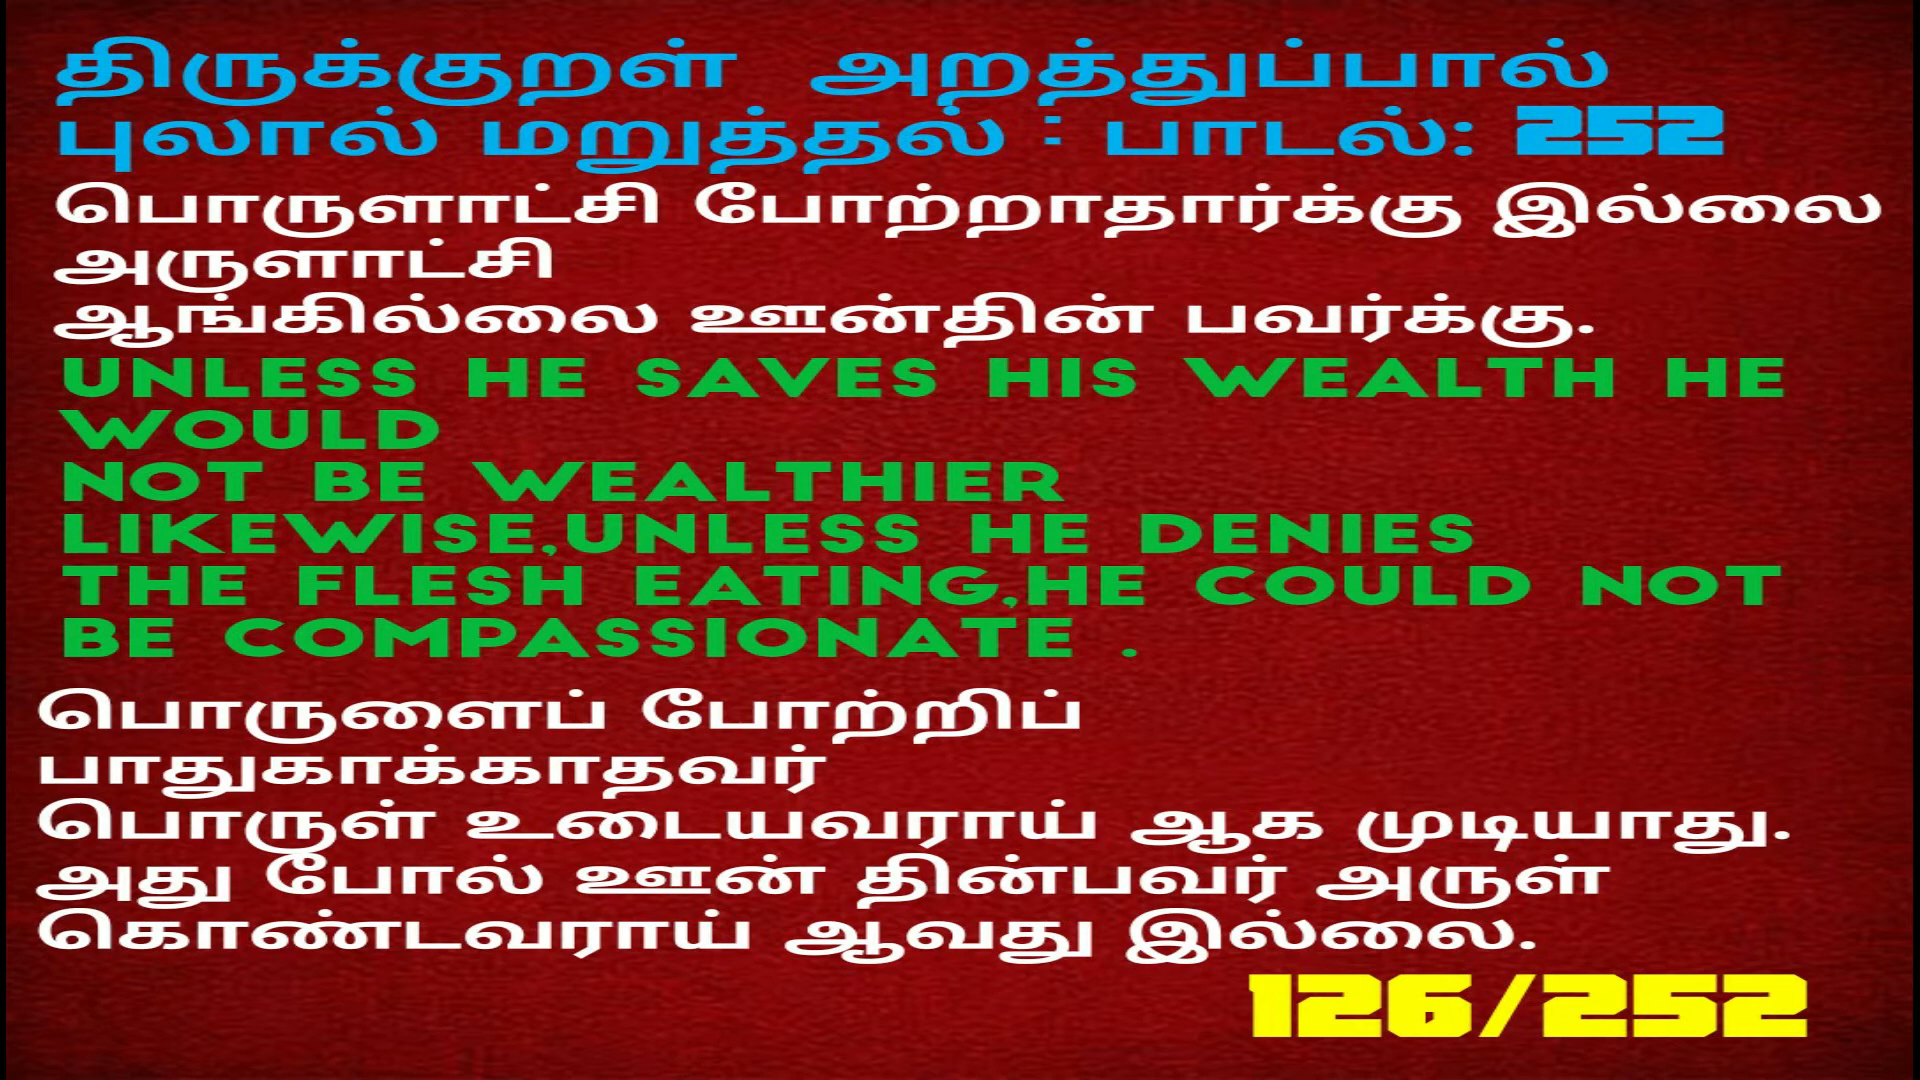 திருக்குறள் அறத்துப்பால்
புலால் மறுத்தல் : பாடல்: 252
பொருளாட்சி போற்றாதார்க்கு இல்லை
அருளாட்சி
ஆங்கில்லை ஊன்தின் பவர்க்கு.
UNLESS HE SAVES HIS WEALTH HE
WOULD
NOT BE WEALTHIER
LIKEWISE,UNLESS HE DENIES
THE FLESH EATING,HE COULD NOT
BE COMPASSIONATE .
பொருளைப் போற்றிப்
பாதுகாக்காதவர்
பொருள் உடையவராய் ஆக முடியாது.
அது போல் ஊன் தின்பவர் அருள்
கொண்டவராய் ஆவது இல்லை.
126/252